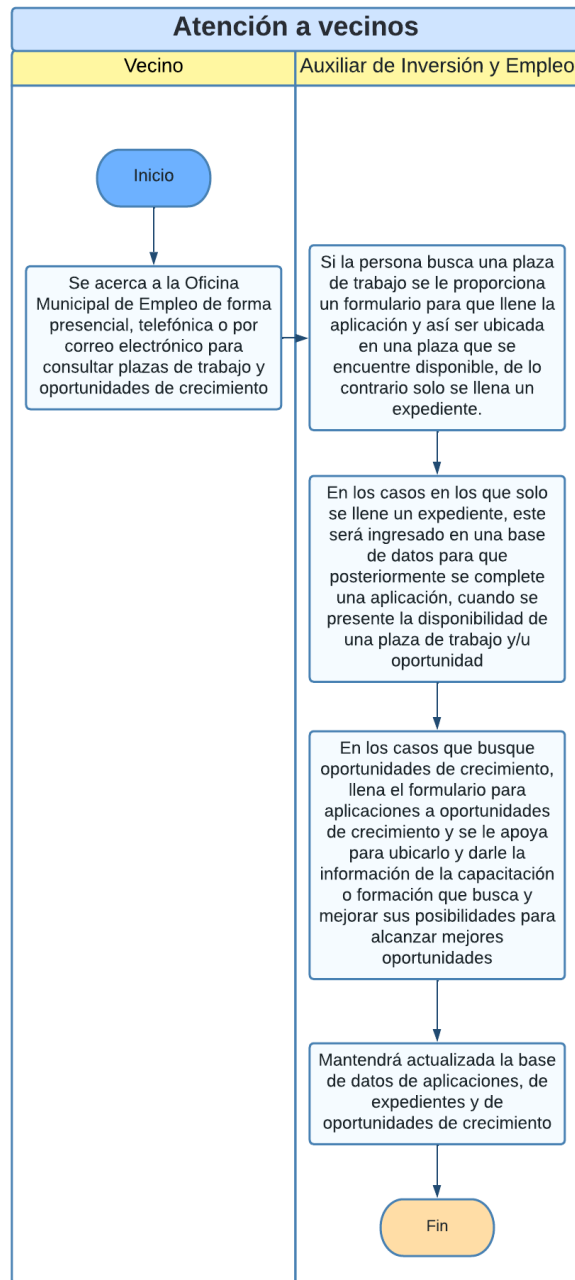 Atención a vecinos
Vecino
Auxiliar de Inversión y Empleo
Inicio
Se acerca a la Oficina
Municipal de Empleo de forma
presencial, telefónica o por
correo electrónico para
consultar plazas de trabajo y
oportunidades de crecimiento
Si la persona busca una plaza
de trabajo se le proporciona
un formulario para que llene la
aplicación y así ser ubicada
en una plaza que se
encuentre disponible, de lo
contrario solo se llena un
expediente.
En los casos en los que solo
se llene un expediente, este
será ingresado en una base
de datos para que
posteriormente se complete
una aplicación, cuando se
presente la disponibilidad de
una plaza de trabajo y/u
oportunidad
En los casos que busque
oportunidades de crecimiento,
llena el formulario para
aplicaciones a oportunidades
de crecimiento y se le apoya
para ubicarlo y darle la
información de la capacitación
o formación que busca y
mejorar sus posibilidades para
alcanzar mejores
oportunidades
Mantendrá actualizada la base
de datos de aplicaciones, de
expedientes y de
oportunidades de crecimiento
Fin